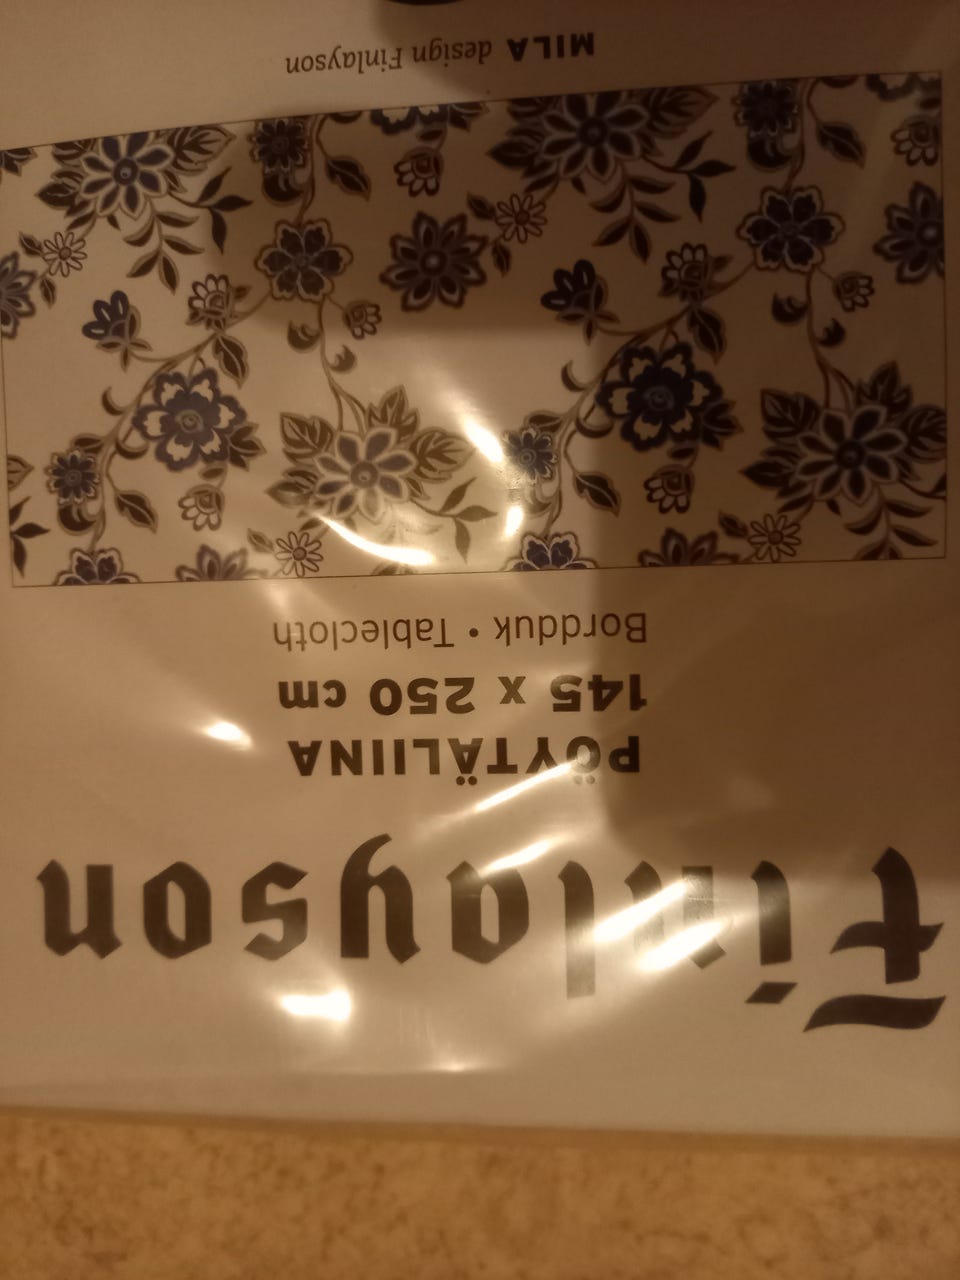 Finlayson
PÖYTÄLIINA
145 x 250 cm
Bordduk • Tablecloth
MILA design Finlayson